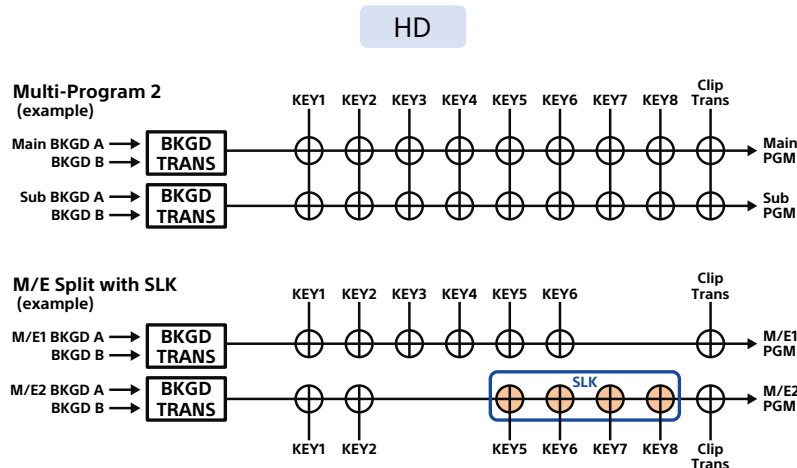 HD
Multi-Program 2
(example)
KEY1 KEY2 KEY3 KEY4 KEY5 KEY6 KEY7 KEY8 Clip Trans
Main BKGD A
BKGD B
BKGD TRANS
Main PGM
Sub BKGD A
BKGD B
BKGD TRANS
Sub PGM
M/E Split with SLK
(example)
KEY1 KEY2 KEY3 KEY4 KEY5 KEY6 Clip Trans
M/E1 BKGD A
BKGD B
BKGD TRANS
M/E1 PGM
M/E2 BKGD A
BKGD B
BKGD TRANS
SLK
M/E2 PGM
KEY1 KEY2 KEY5 KEY6 KEY7 KEY8 Clip Trans